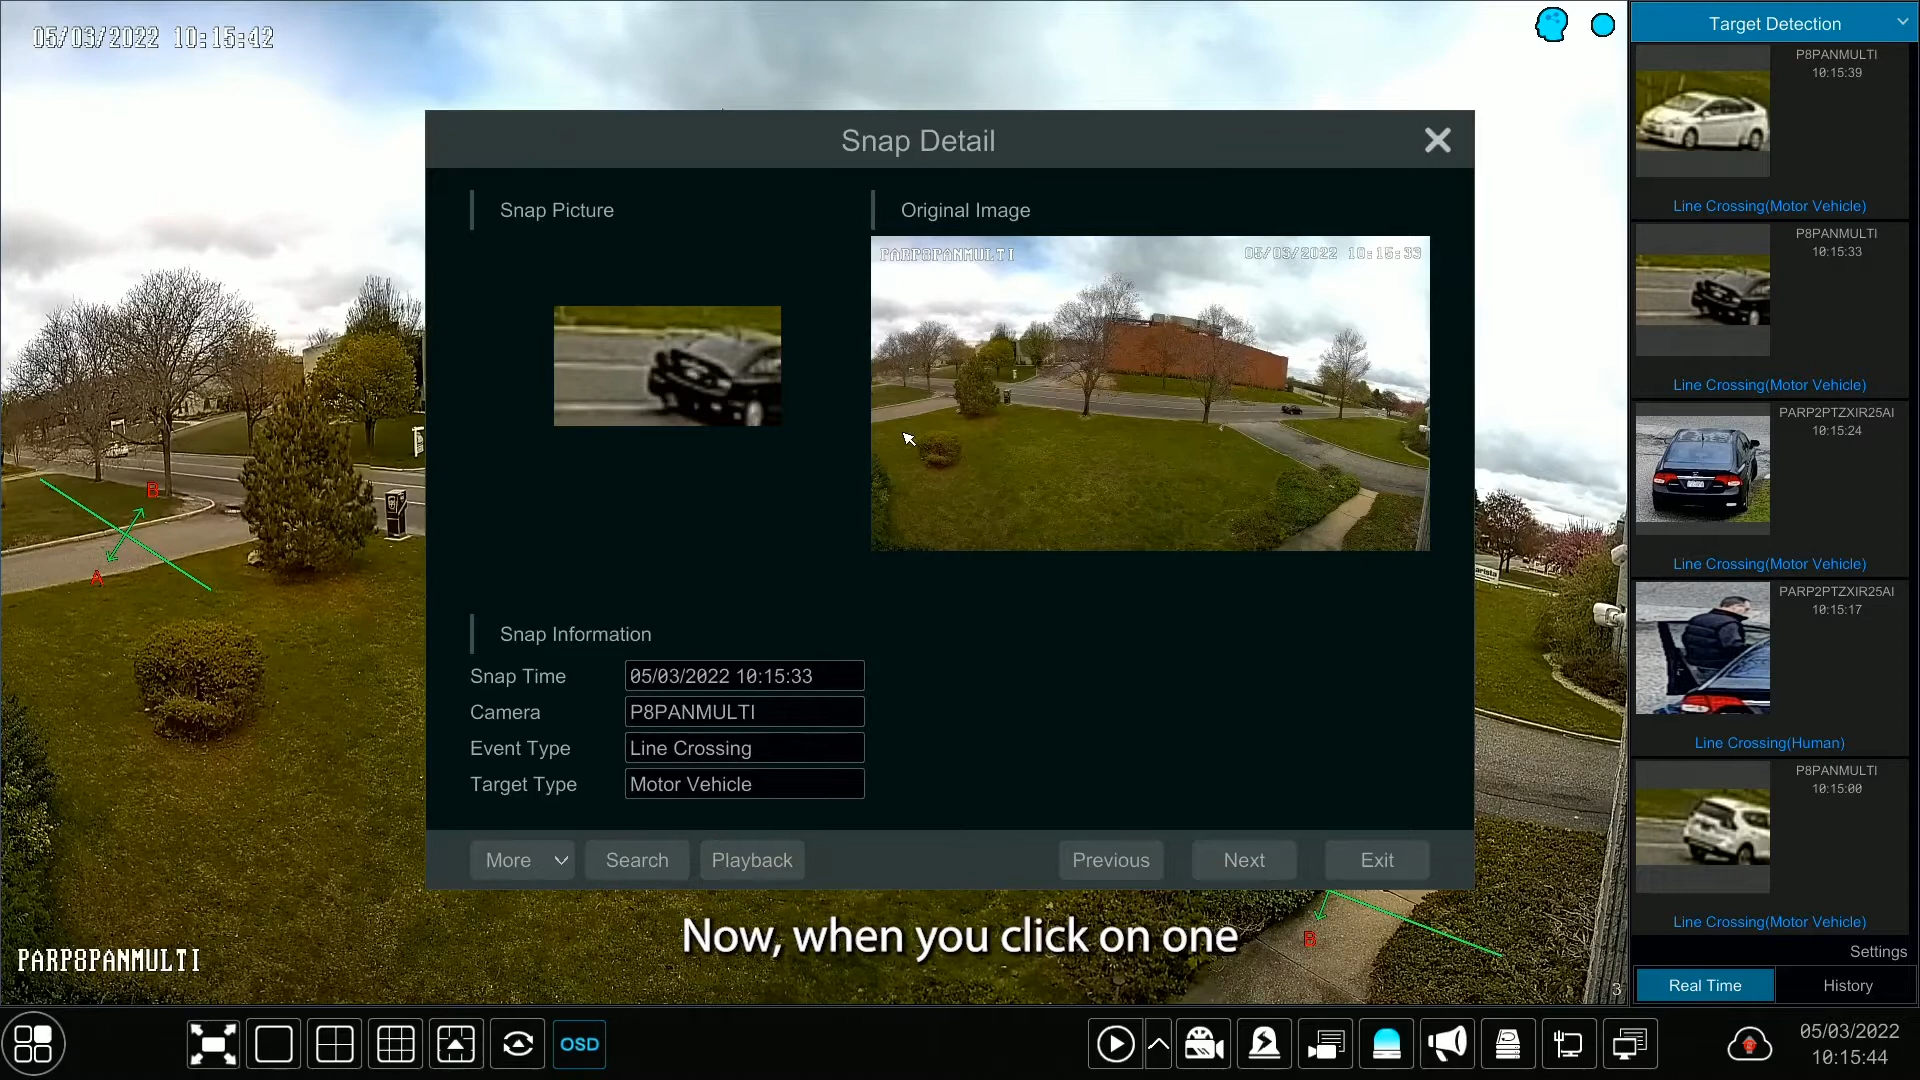 05/03/2022 10:15:42
Target Detection
P8PANMULTI
10:15:39
Line Crossing(Motor Vehicle)
P8PANMULTI
10:15:33
Line Crossing(Motor Vehicle)
PARP2PTZXIR25AI
10:15:24
Line Crossing(Motor Vehicle)
PARP2PTZXIR25AI
10:15:17
Line Crossing(Human)
P8PANMULTI
10:15:00
Line Crossing(Motor Vehicle)
Settings
Real Time
History
Snap Detail
Snap Picture
Original Image
PARP8PANMULTI
05/03/2022 10:15:33
Snap Information
Snap Time 05/03/2022 10:15:33
Camera P8PANMULTI
Event Type Line Crossing
Target Type Motor Vehicle
More
Search
Playback
Previous
Next
Exit
B
A
B
arista
Now, when you click on one
PARP8PANMULTI
3
OSD
05/03/2022
10:15:44